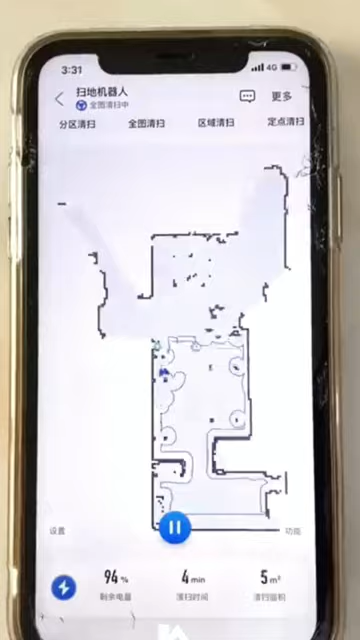 3:31
4G
扫地机器人
全图清扫中
更多
分区清扫 全图清扫 区域清扫 定点清扫
设置 功能
94% 4min 5m²
剩余电量 清扫时间 清扫面积